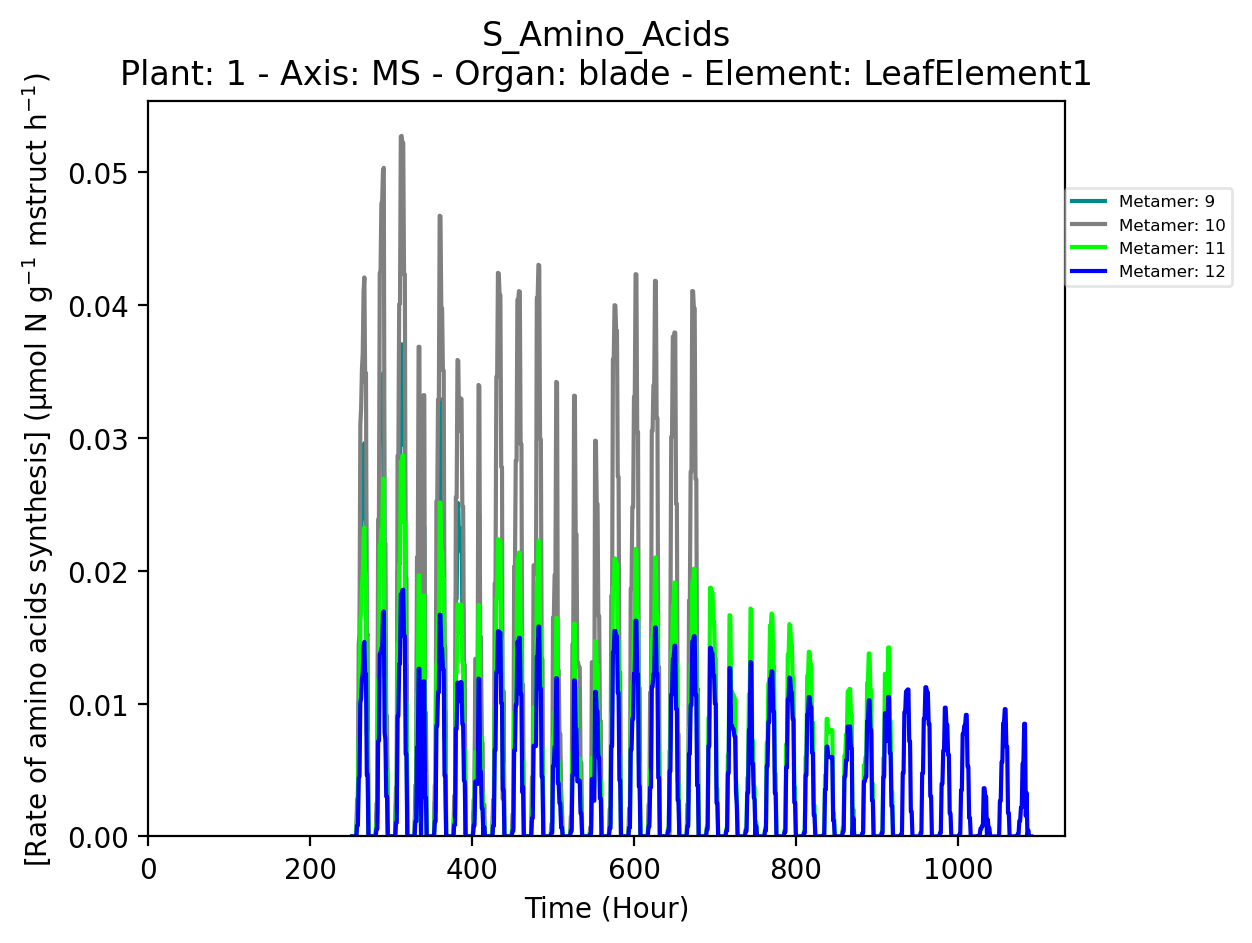 S_Amino_Acids
Plant: 1 - Axis: MS - Organ: blade - Element: LeafElement1
[Rate of amino acids synthesis] (µmol N g⁻¹ mstruct h⁻¹)
0.05
0.04
0.03
0.02
0.01
0.00
0 200 400 600 800 1000
Time (Hour)
Metamer: 9
Metamer: 10
Metamer: 11
Metamer: 12